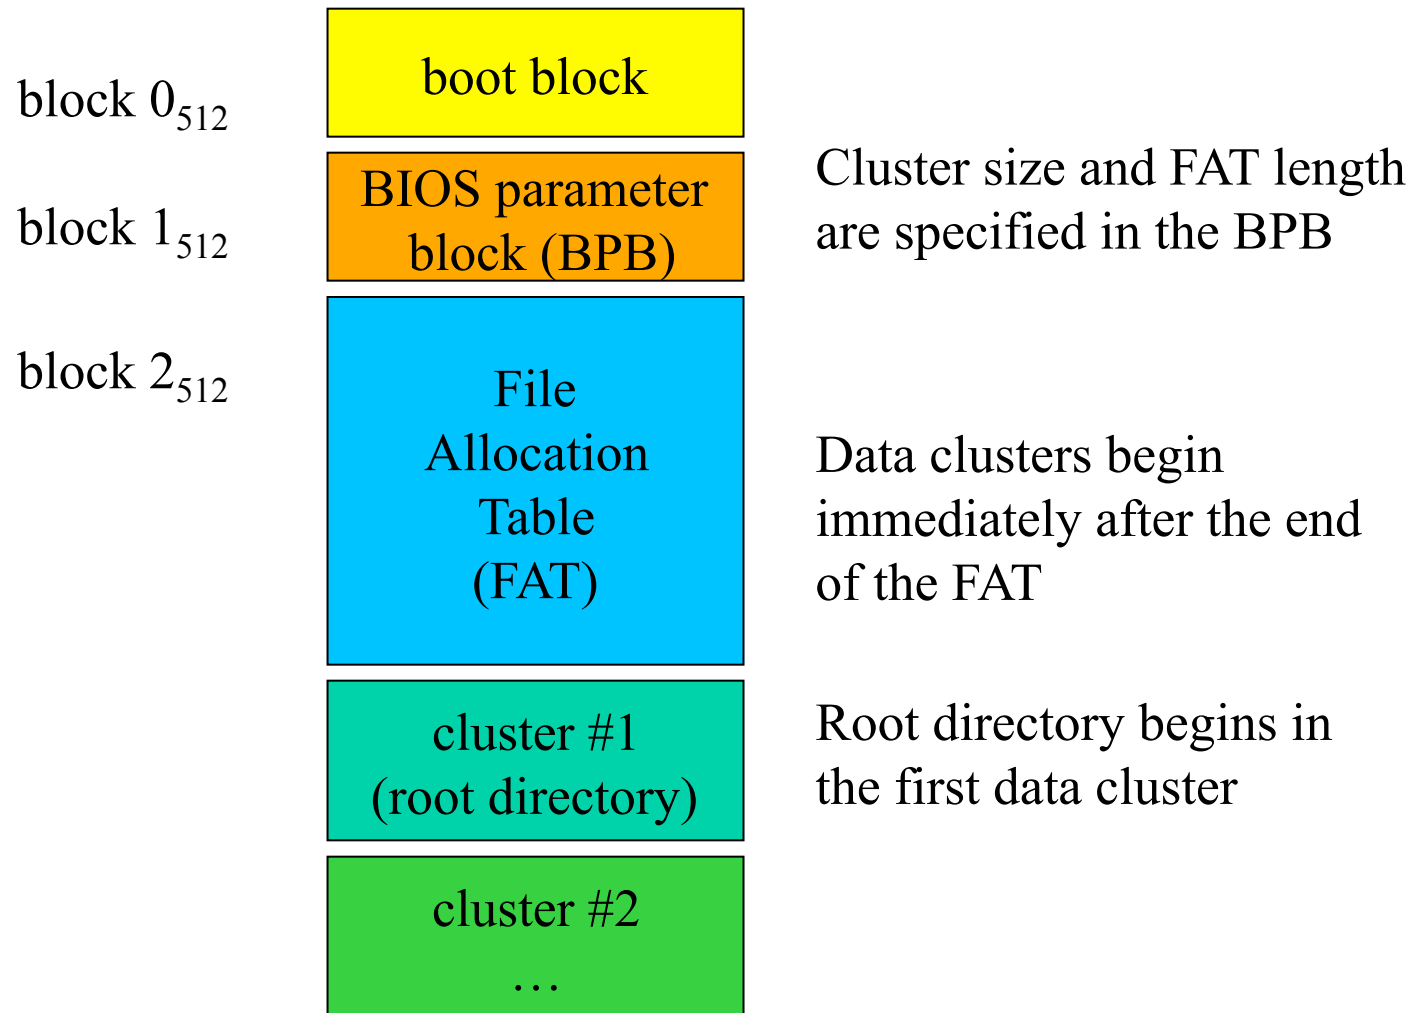 block 0₅₁₂
boot block
block 1₅₁₂
BIOS parameter
block (BPB)
Cluster size and FAT length
are specified in the BPB
block 2₅₁₂
File
Allocation
Table
(FAT)
Data clusters begin
immediately after the end
of the FAT
cluster #1
(root directory)
Root directory begins in
the first data cluster
cluster #2
…